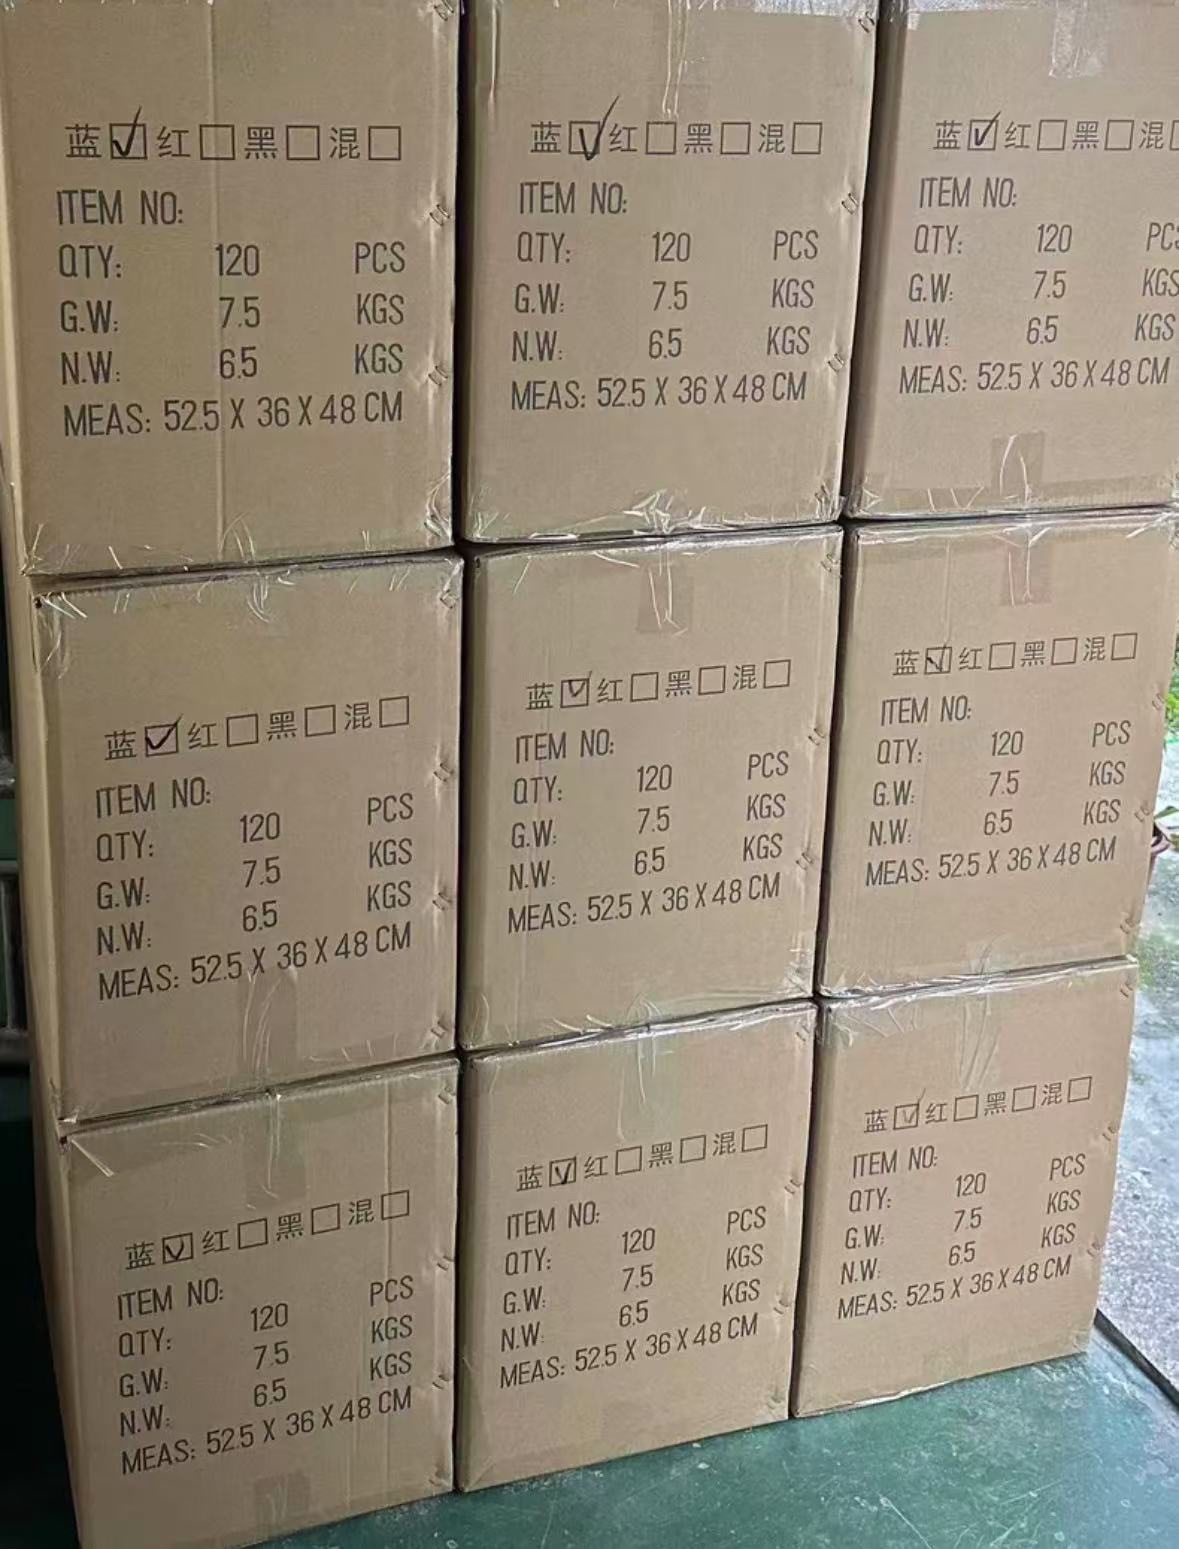 蓝☑红☐黑☐混☐
ITEM NO:
QTY: 120 PCS
G.W: 7.5 KGS
N.W: 6.5 KGS
MEAS: 52.5 X 36 X 48 CM
蓝☑红☐黑☐混☐
ITEM NO:
QTY: 120 PCS
G.W: 7.5 KGS
N.W: 6.5 KGS
MEAS: 52.5 X 36 X 48 CM
蓝☑红☐黑☐混☐
ITEM NO:
QTY: 120 PCS
G.W: 7.5 KGS
N.W: 6.5 KGS
MEAS: 52.5 X 36 X 48 CM
蓝☑红☐黑☐混☐
ITEM NO:
QTY: 120 PCS
G.W: 7.5 KGS
N.W: 6.5 KGS
MEAS: 52.5 X 36 X 48 CM
蓝☑红☐黑☐混☐
ITEM NO:
QTY: 120 PCS
G.W: 7.5 KGS
N.W: 6.5 KGS
MEAS: 52.5 X 36 X 48 CM
蓝☑红☐黑☐混☐
ITEM NO:
QTY: 120 PCS
G.W: 7.5 KGS
N.W: 6.5 KGS
MEAS: 52.5 X 36 X 48 CM
蓝☑红☐黑☐混☐
ITEM NO:
QTY: 120 PCS
G.W: 7.5 KGS
N.W: 6.5 KGS
MEAS: 52.5 X 36 X 48 CM
蓝☑红☐黑☐混☐
ITEM NO:
QTY: 120 PCS
G.W: 7.5 KGS
N.W: 6.5 KGS
MEAS: 52.5 X 36 X 48 CM
蓝☑红☐黑☐混☐
ITEM NO:
QTY: 120 PCS
G.W: 7.5 KGS
N.W: 6.5 KGS
MEAS: 52.5 X 36 X 48 CM